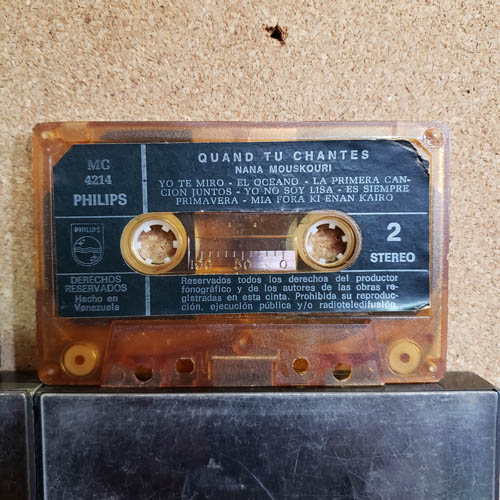 MC
4214
PHILIPS
QUAND TU CHANTES
NANA MOUSKOURI
YO TE MIRO - EL OCEANO - LA PRIMERA CAN-
CION JUNTOS - YO NO SOY LISA - ES SIEMPRE
PRIMAVERA - MIA FORA KI ENAN KAIRO
PHILIPS
100 50 0
2
STEREO
DERECHOS
RESERVADOS
Hecho en
Venezuela
Reservados todos los derechos del productor
fonográfico y de los autores de las obras re-
gistradas en esta cinta. Prohibida su reproduc-
ción, ejecución pública y/o radioteledifusión.